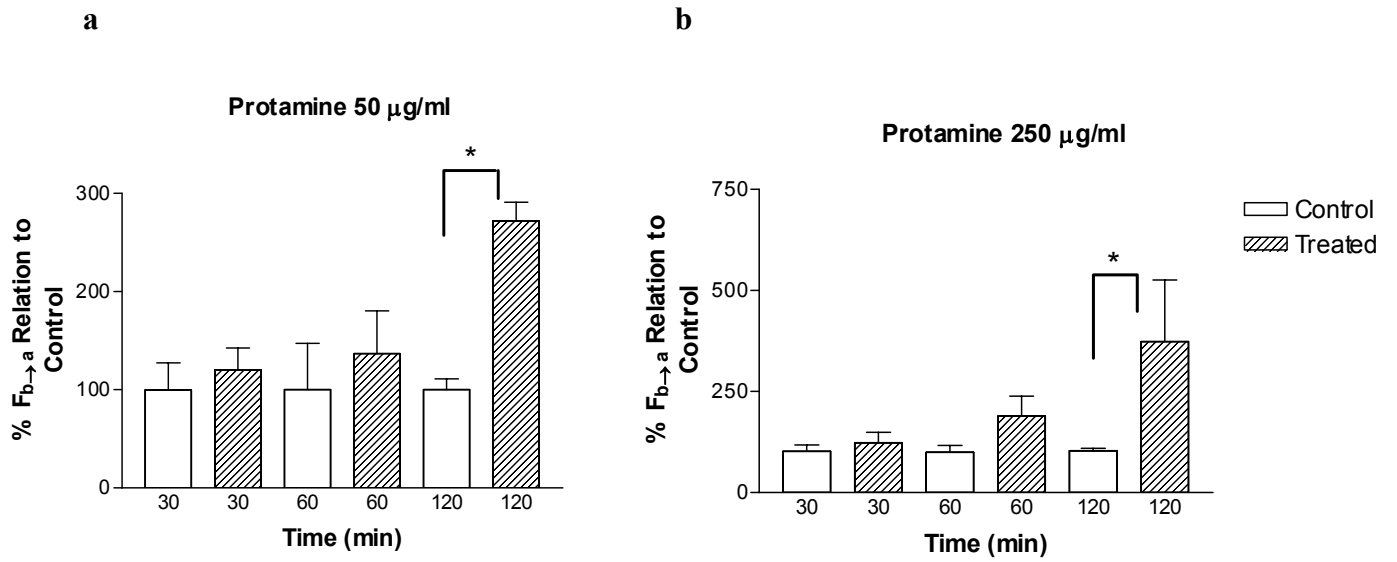 a
Protamine 50 μg/ml
*
% Fb→a Relation to
Control
300
200
100
0
30 30 60 60 120 120
Time (min)
b
Protamine 250 μg/ml
*
% Fb→a Relation to
Control
750
500
250
0
30 30 60 60 120 120
Time (min)
Control
Treated